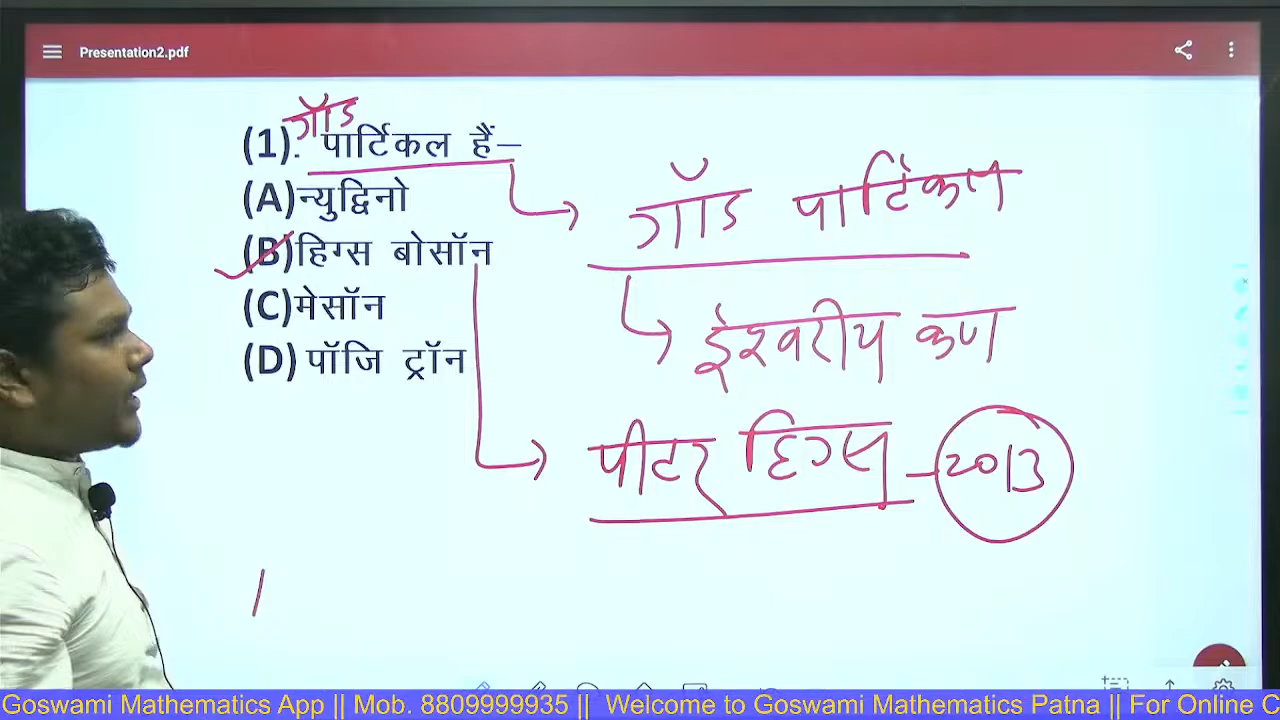 Presentation2.pdf
गॉड
(1). पार्टिकल हैं–
(A)न्युद्विनो
(B)हिग्स बोसॉन
(C)मेसॉन
(D) पॉजि ट्रॉन
गॉड पार्टिकल
ईश्वरीय कण
पीटर हिग्स - 2013
Goswami Mathematics App || Mob. 8809999935 || Welcome to Goswami Mathematics Patna || For Online C